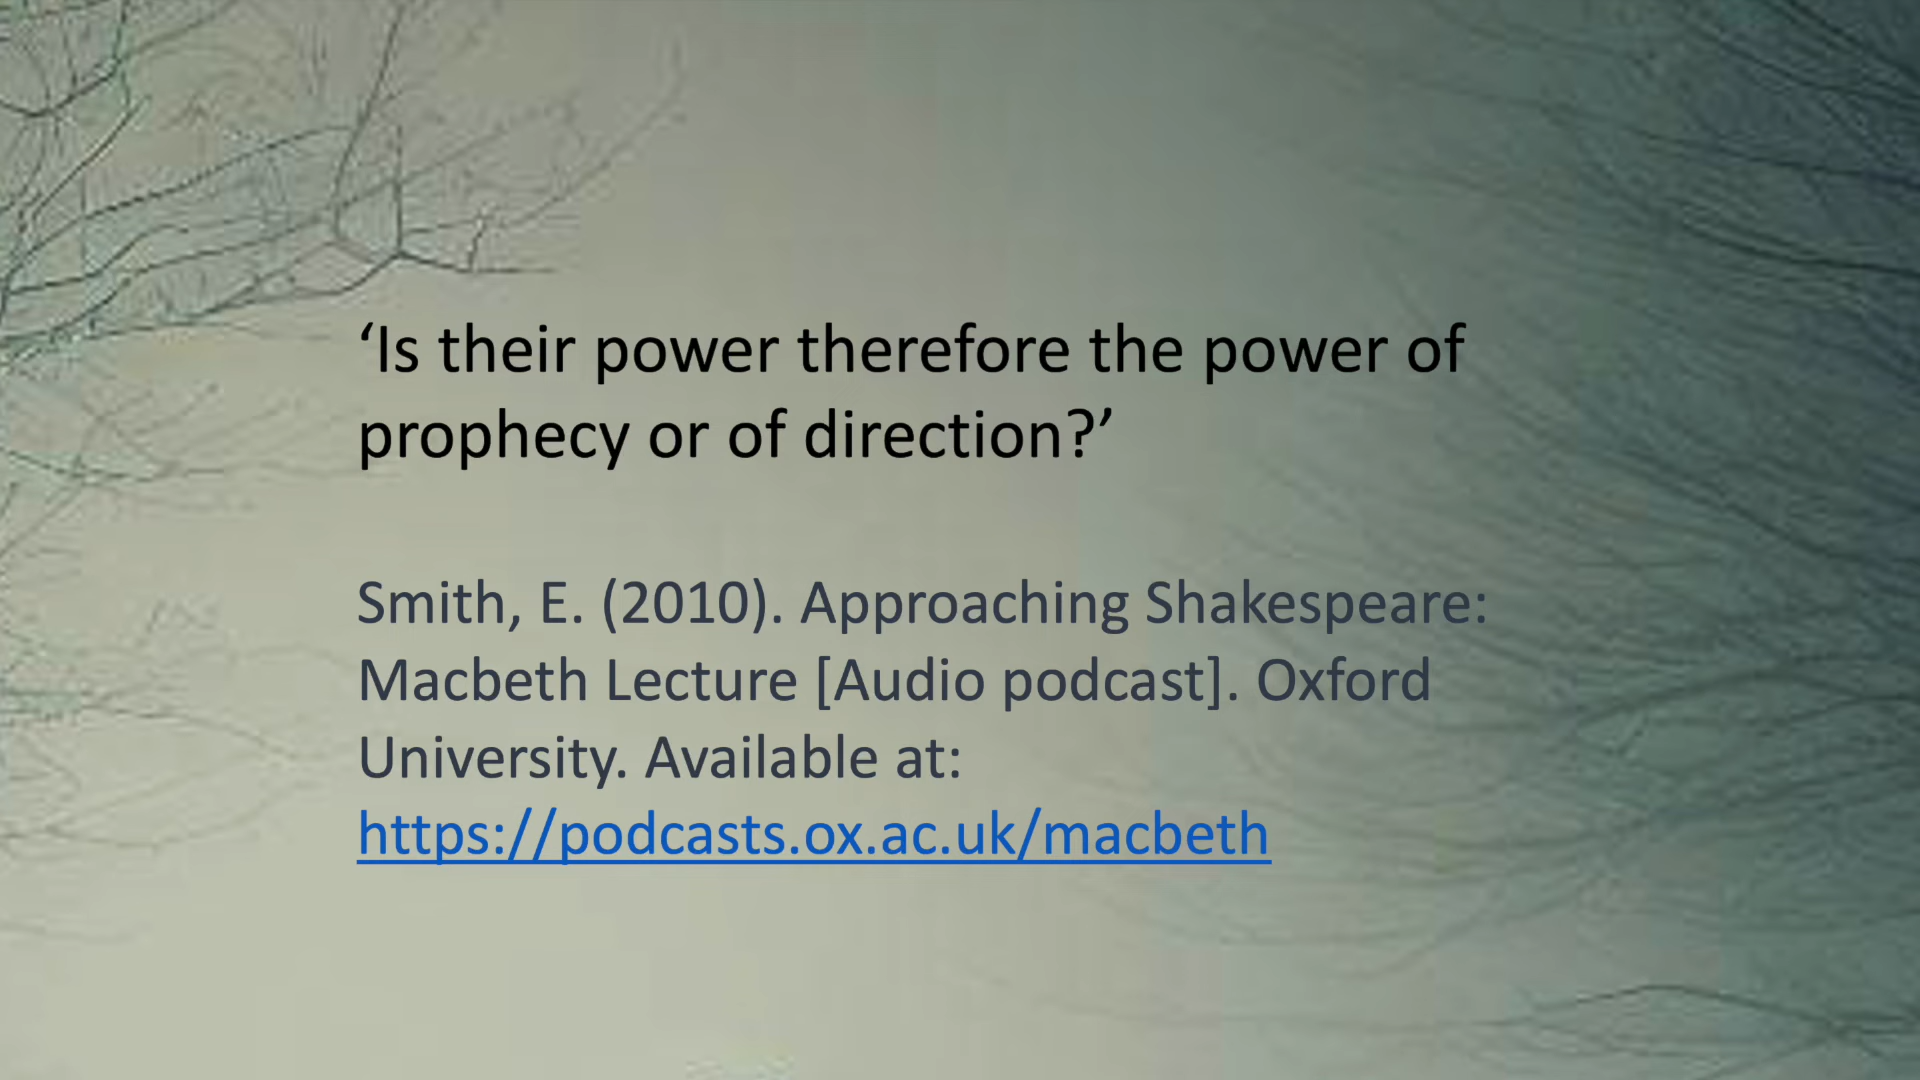 ‘Is their power therefore the power of
prophecy or of direction?’
Smith, E. (2010). Approaching Shakespeare:
Macbeth Lecture [Audio podcast]. Oxford
University. Available at:
https://podcasts.ox.ac.uk/macbeth